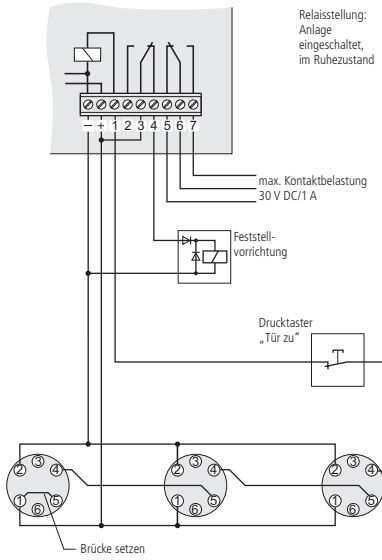 Relaisstellung:
Anlage
eingeschaltet,
im Ruhezustand
– + 1 2 3 4 5 6 7
max. Kontaktbelastung
30 V DC/1 A
Feststell-
vorrichtung
Drucktaster
„Tür zu“
2 3 4
1 6 5
2 3 4
1 6 5
2 3 4
1 6 5
Brücke setzen